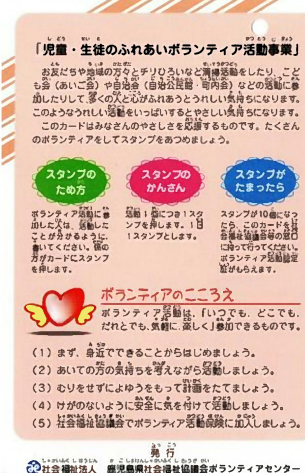 「児童・生徒のふれあいボランティア活動事業」
お友だちや地域の方々とチリひろいなど清掃活動をしたり、こど
も会（あいご会）や自治会（自治公民館・町内会）などの活動に参
加したりして、多くの人と心がふれあうとうれしい気持ちになります。
このようなうれしい活動をいっぱいするとやさしい気持ちになれます。
このカードはみなさんのやさしさを応援するものです。たくさん
のボランティアをしてスタンプをあつめましょう。
スタンプの
ため方
ボランティア活動に参
加した人は、活動した
ことが分かるように、
書いてください。係の
方がカードにスタンプ
を押します。
スタンプの
かんさん
活動1回につき1スタ
ンプを押します。1日
1スタンプとします。
スタンプが
たまったら
スタンプが10個になっ
たら、このカードを社
会福祉協議会等の窓口
に持って行ってください。
ボランティア活動認定
証がもらえます。
ボランティアのこころえ
ボランティア活動は、「いつでも、どこでも、
だれとでも、気軽に、楽しく」参加できるものです。
(1) まず、身近でできることからはじめましょう。
(2) あいての方の気持ちを考えながら活動しましょう。
(3) むりをせずによゆうをもって計画をたてましょう。
(4) けがのないように安全に気を付けて活動しましょう。
(5) 社会福祉協議会でボランティア活動保険に加入しましょう。
発行
社会福祉法人 鹿児島県社会福祉協議会ボランティアセンター